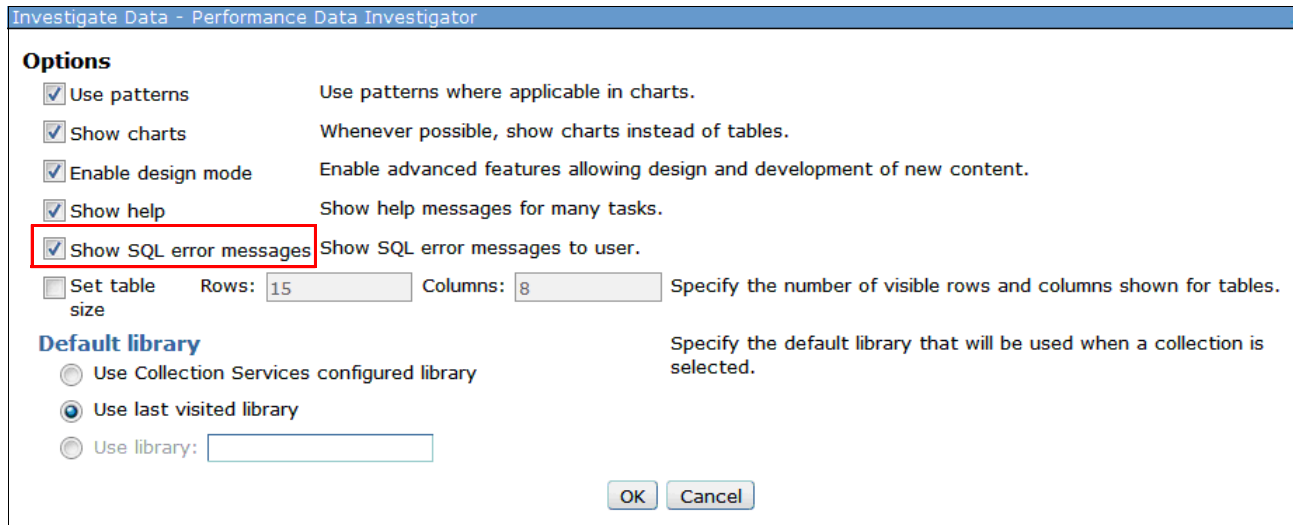 Investigate Data - Performance Data Investigator
Options
Use patterns Use patterns where applicable in charts.
Show charts Whenever possible, show charts instead of tables.
Enable design mode Enable advanced features allowing design and development of new content.
Show help Show help messages for many tasks.
Show SQL error messages Show SQL error messages to user.
Set table size Rows: 15 Columns: 8 Specify the number of visible rows and columns shown for tables.
Default library Specify the default library that will be used when a collection is selected.
Use Collection Services configured library
Use last visited library
Use library:
OK Cancel